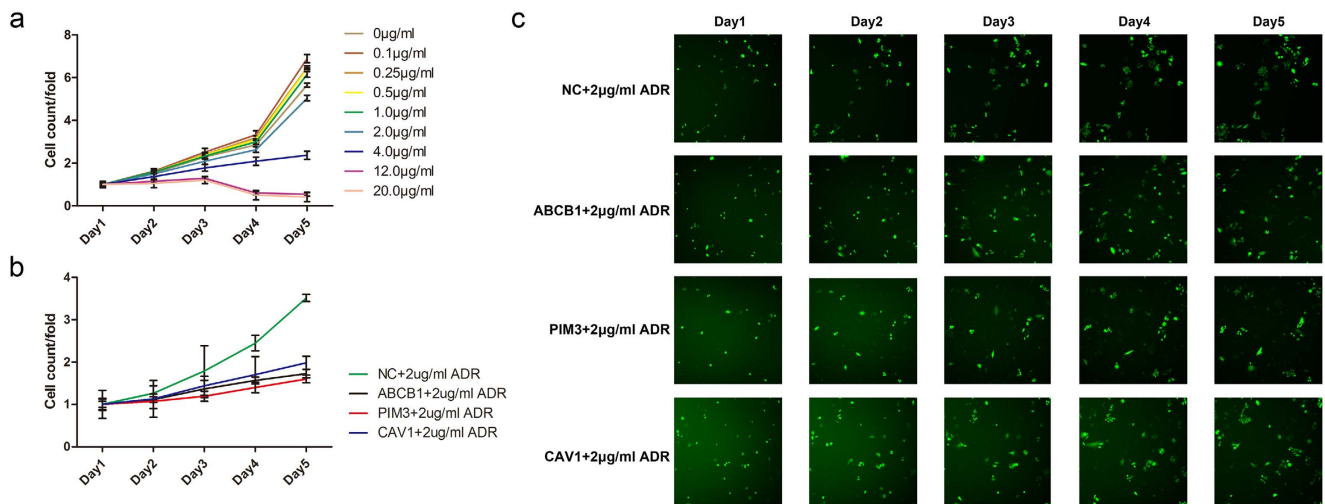 a
Cell count/fold
8
6
4
2
0
Day1
Day2
Day3
Day4
Day5
0μg/ml
0.1μg/ml
0.25μg/ml
0.5μg/ml
1.0μg/ml
2.0μg/ml
4.0μg/ml
12.0μg/ml
20.0μg/ml
b
Cell count/fold
4
3
2
1
0
Day1
Day2
Day3
Day4
Day5
NC+2ug/ml ADR
ABCB1+2ug/ml ADR
PIM3+2ug/ml ADR
CAV1+2ug/ml ADR
c
Day1 Day2 Day3 Day4 Day5
NC+2μg/ml ADR
ABCB1+2μg/ml ADR
PIM3+2μg/ml ADR
CAV1+2μg/ml ADR